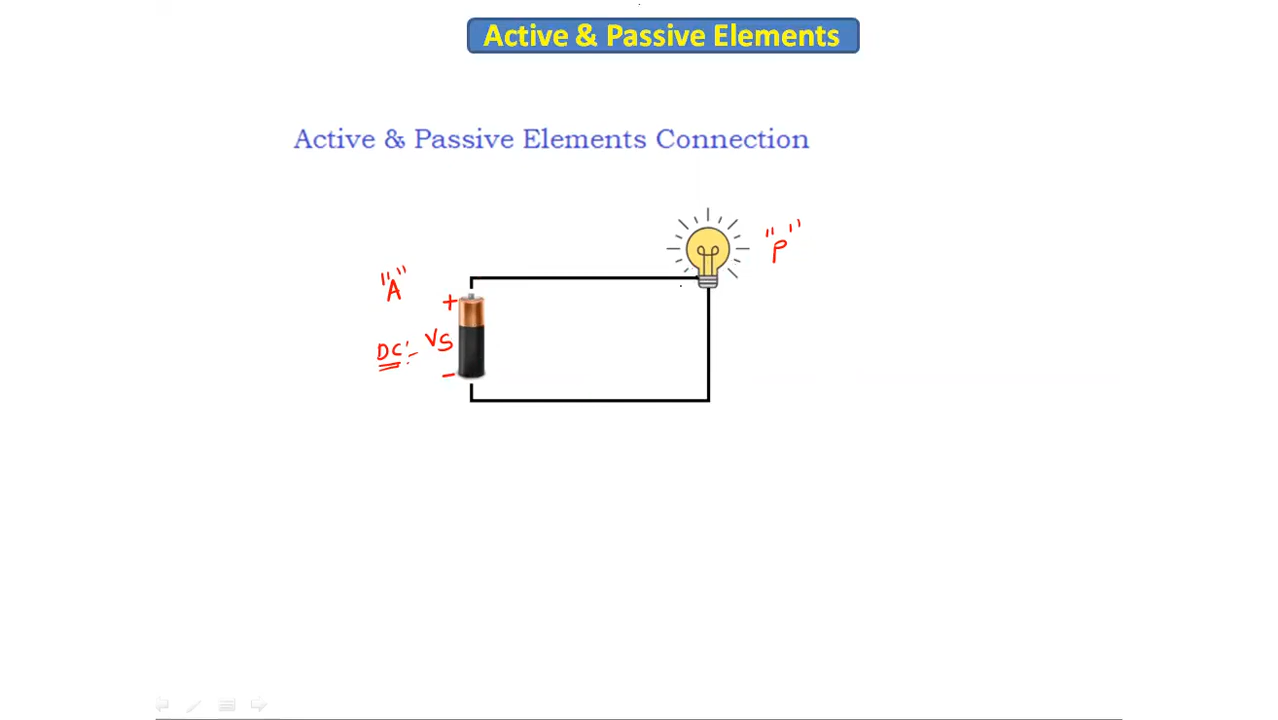 Active & Passive Elements
Active & Passive Elements Connection
"P"
"A"
+
DC:- VS
-